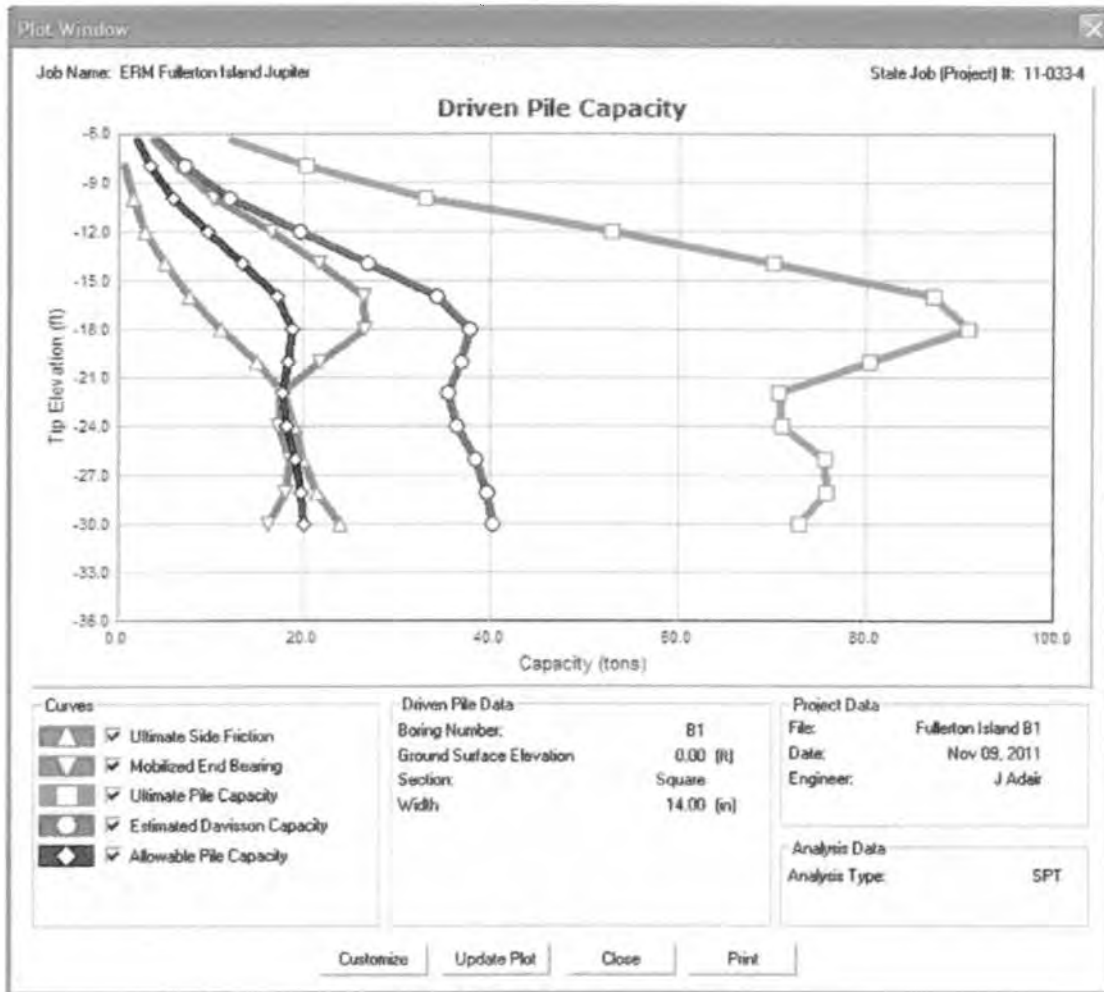 Plot Window
Job Name: ERM Fullerton Island Jupiter
State Job (Project) #: 11-033-4
Driven Pile Capacity
-6.0
-9.0
-12.0
-15.0
-18.0
-21.0
-24.0
-27.0
-30.0
-33.0
-36.0
Tip Elevation (ft)
0.0 20.0 40.0 60.0 80.0 100.0
Capacity (tons)
Curves
Ultimate Side Friction
Mobilized End Bearing
Ultimate Pile Capacity
Estimated Davisson Capacity
Allowable Pile Capacity
Driven Pile Data
Boring Number: B1
Ground Surface Elevation 0.00 (ft)
Section: Square
Width 14.00 (in)
Project Data
File: Fullerton Island B1
Date: Nov 09, 2011
Engineer: J Adair
Analysis Data
Analysis Type: SPT
Customize Update Plot Close Print